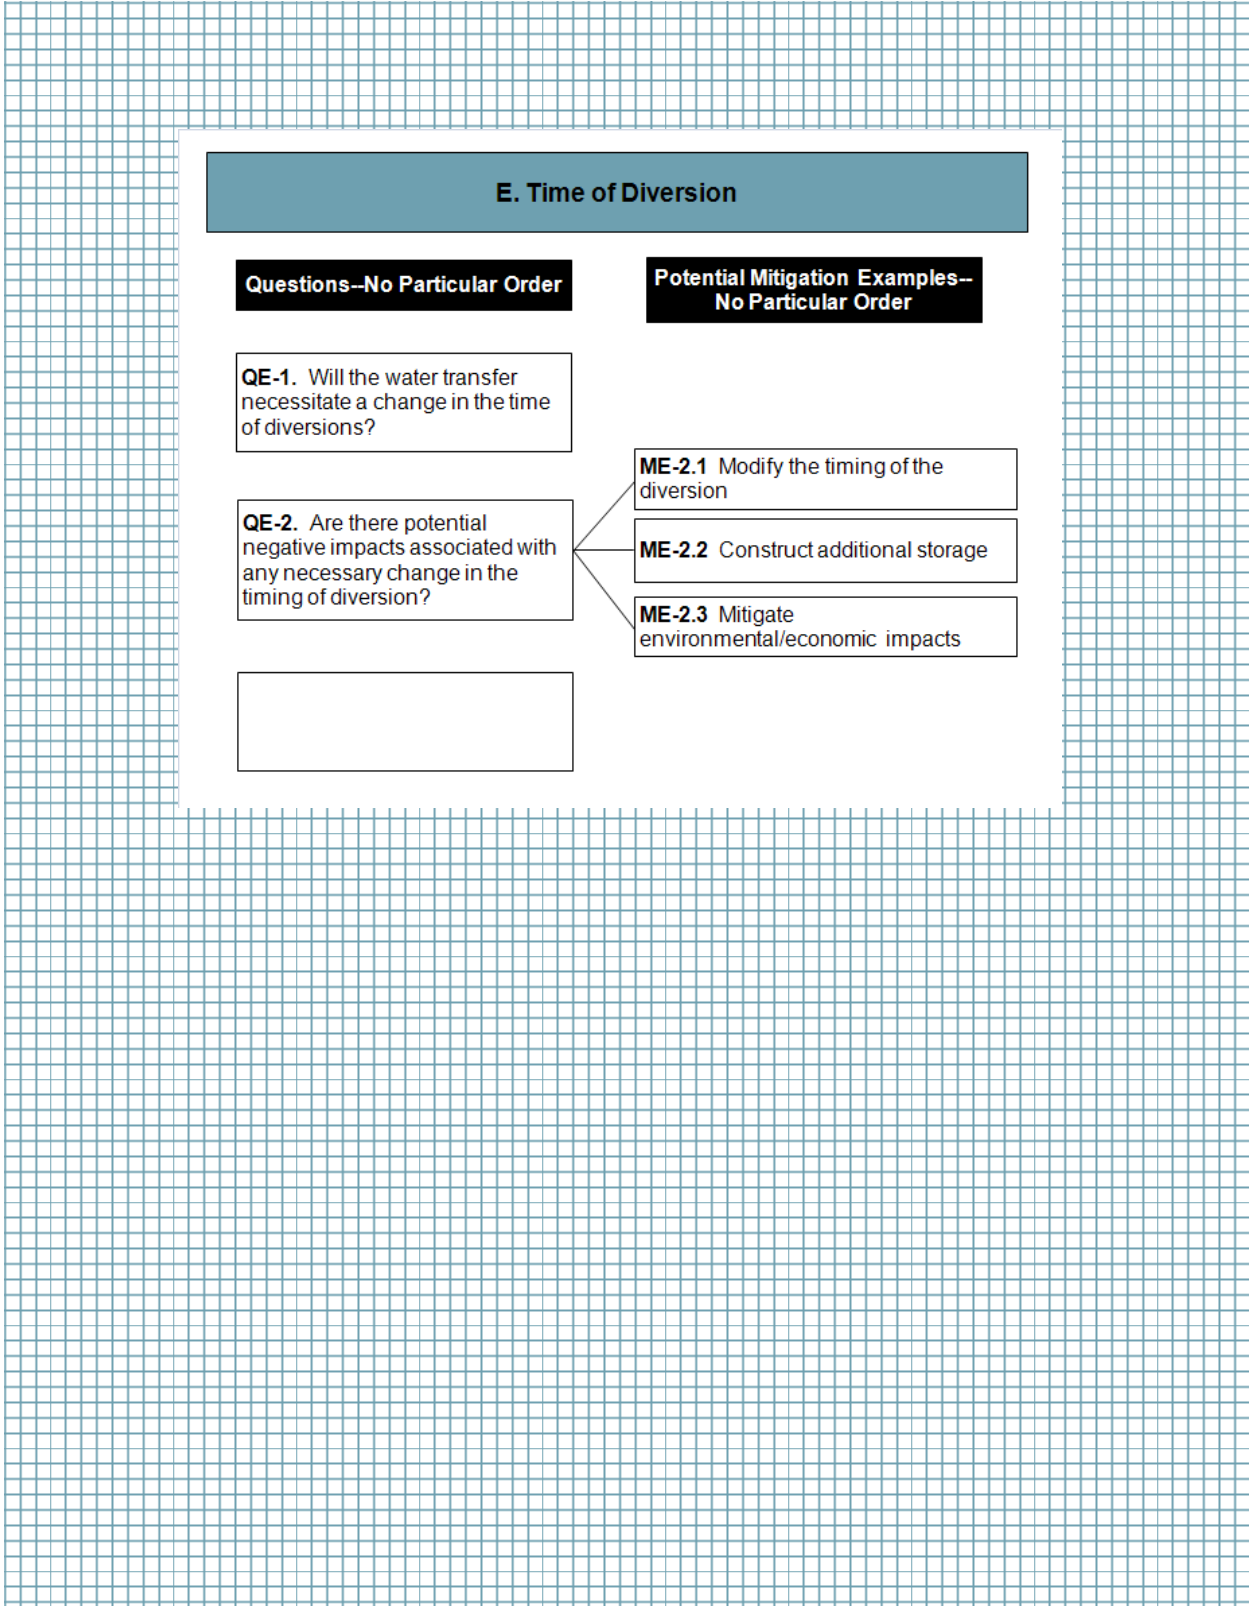 E. Time of Diversion
Questions--No Particular Order
Potential Mitigation Examples--
No Particular Order
QE-1. Will the water transfer
necessitate a change in the time
of diversions?
QE-2. Are there potential
negative impacts associated with
any necessary change in the
timing of diversion?
ME-2.1 Modify the timing of the
diversion
ME-2.2 Construct additional storage
ME-2.3 Mitigate
environmental/economic impacts